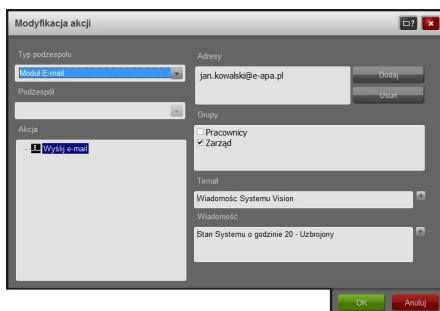 Modyfikacja akcji
Typ podzespołu
Moduł E-mail
Podzespół
Akcja
Wyślij e-mail
Adresy
jan.kowalski@e-apa.pl
Dodaj
Usuń
Grupy
Pracownicy
Zarząd
Temat
Wiadomośc Systemu Vision
Wiadomość
Stan Systemu o godzinie 20 - Uzbrojony
OK
Anuluj